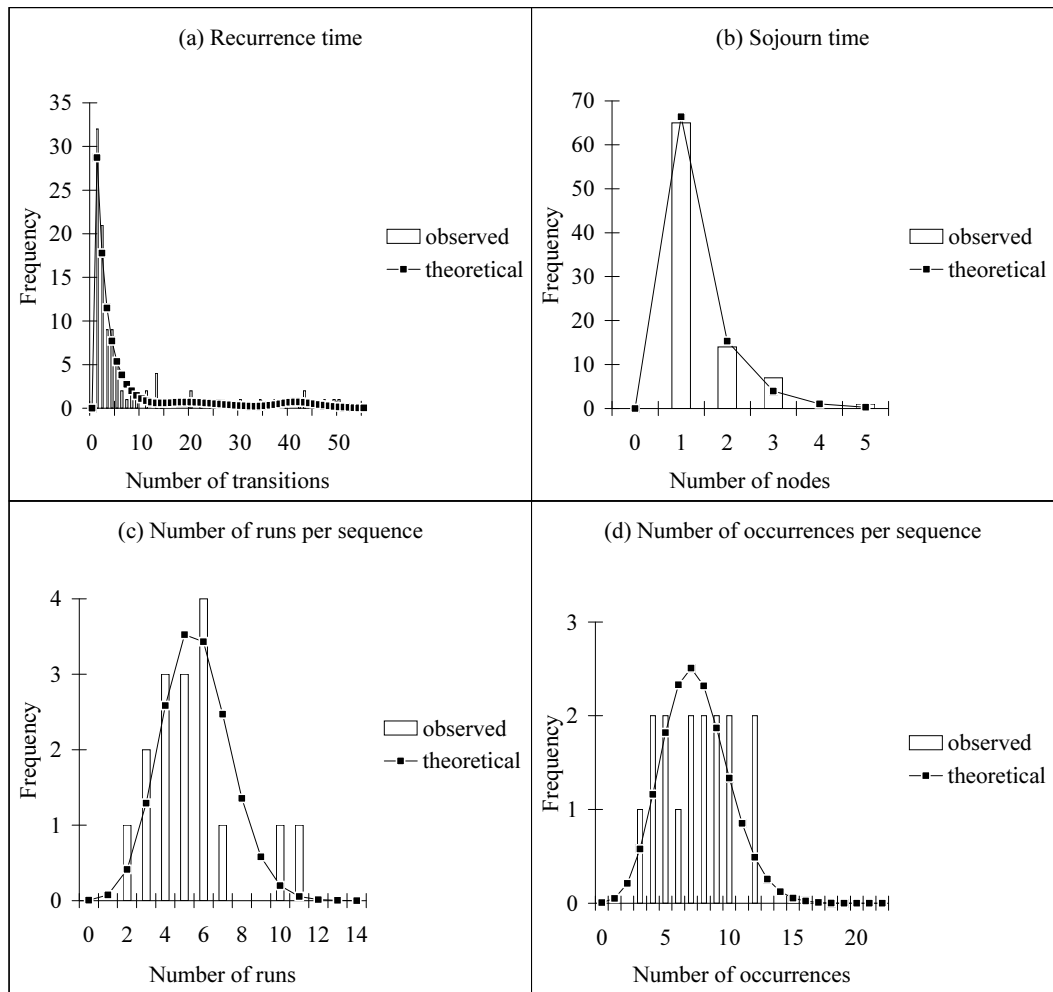 (a) Recurrence time
35
30
25
20
15
10
5
0
Frequency
0 10 20 30 40 50
Number of transitions
observed
theoretical
(b) Sojourn time
70
60
50
40
30
20
10
0
Frequency
0 1 2 3 4 5
Number of nodes
observed
theoretical
(c) Number of runs per sequence
4
3
2
1
0
Frequency
0 2 4 6 8 10 12 14
Number of runs
observed
theoretical
(d) Number of occurrences per sequence
3
2
1
0
Frequency
0 5 10 15 20
Number of occurrences
observed
theoretical